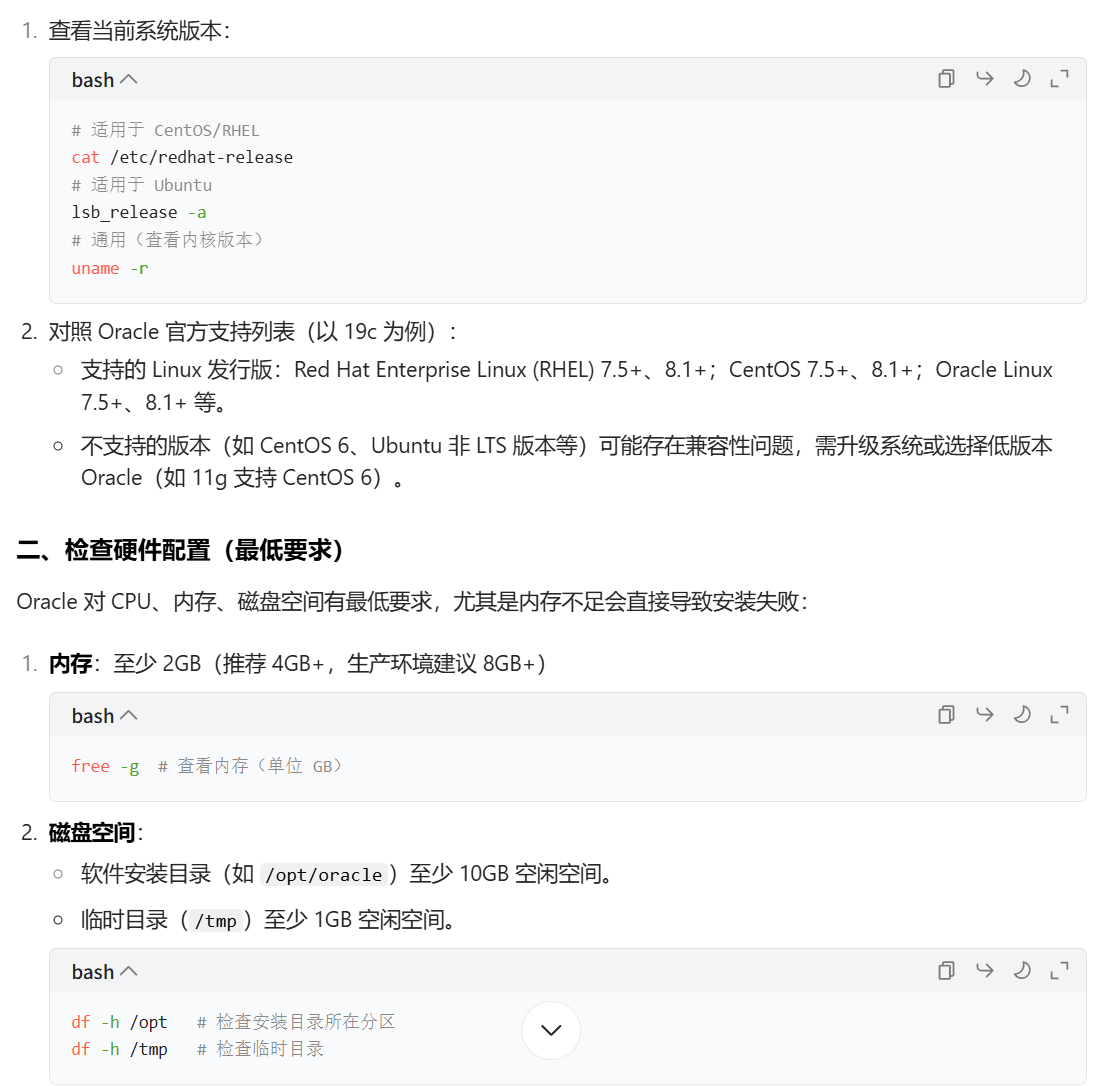 1. 查看当前系统版本：
bash
# 适用于 CentOS/RHEL
cat /etc/redhat-release
# 适用于 Ubuntu
lsb_release -a
# 通用（查看内核版本）
uname -r
2. 对照 Oracle 官方支持列表（以 19c 为例）：
○ 支持的 Linux 发行版：Red Hat Enterprise Linux (RHEL) 7.5+、8.1+；CentOS 7.5+、8.1+；Oracle Linux
7.5+、8.1+ 等。
○ 不支持的版本（如 CentOS 6、Ubuntu 非 LTS 版本等）可能存在兼容性问题，需升级系统或选择低版本
Oracle（如 11g 支持 CentOS 6）。
二、检查硬件配置（最低要求）
Oracle 对 CPU、内存、磁盘空间有最低要求，尤其是内存不足会直接导致安装失败：
1. 内存：至少 2GB（推荐 4GB+，生产环境建议 8GB+）
bash
free -g  # 查看内存（单位 GB）
2. 磁盘空间：
○ 软件安装目录（如 /opt/oracle）至少 10GB 空闲空间。
○ 临时目录（/tmp）至少 1GB 空闲空间。
bash
df -h /opt   # 检查安装目录所在分区
df -h /tmp   # 检查临时目录